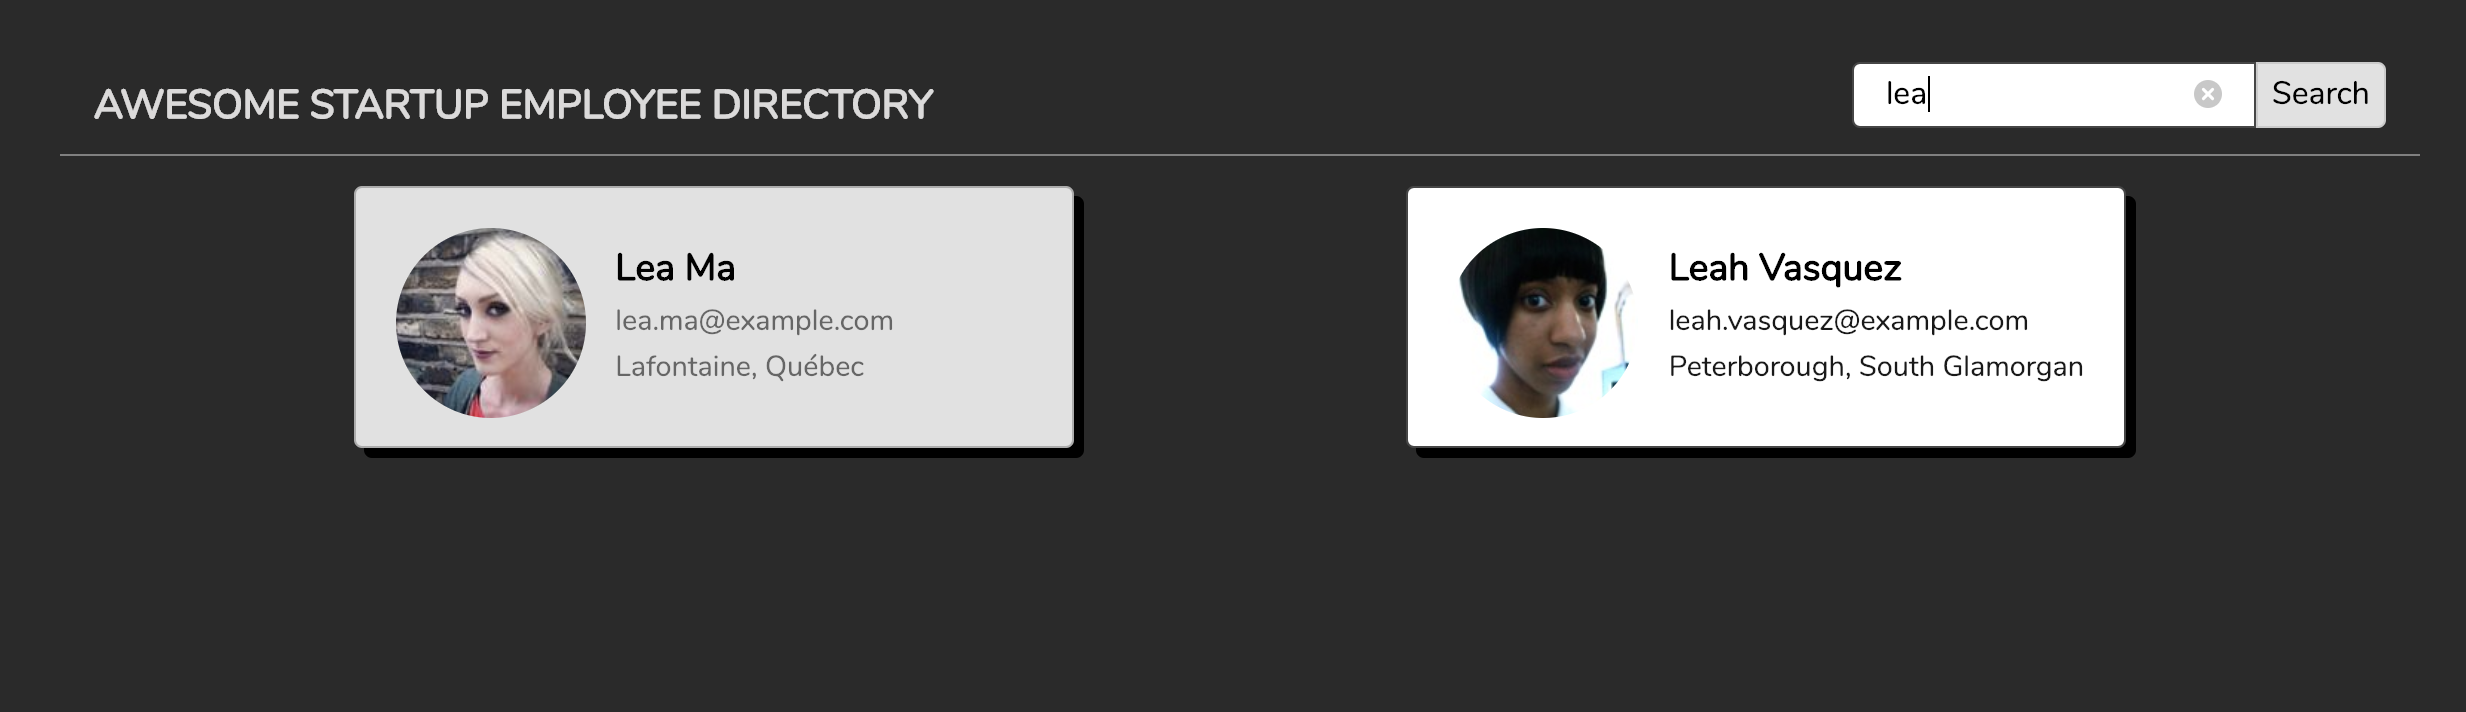 AWESOME STARTUP EMPLOYEE DIRECTORY
lea
Search
Lea Ma
lea.ma@example.com
Lafontaine, Québec
Leah Vasquez
leah.vasquez@example.com
Peterborough, South Glamorgan